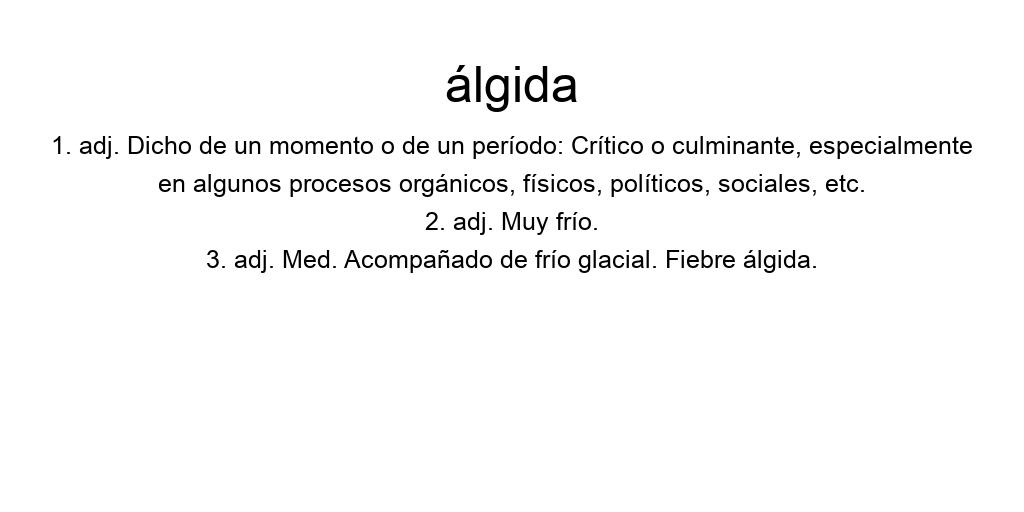 álgida
1. adj. Dicho de un momento o de un período: Crítico o culminante, especialmente
en algunos procesos orgánicos, físicos, políticos, sociales, etc.
2. adj. Muy frío.
3. adj. Med. Acompañado de frío glacial. Fiebre álgida.